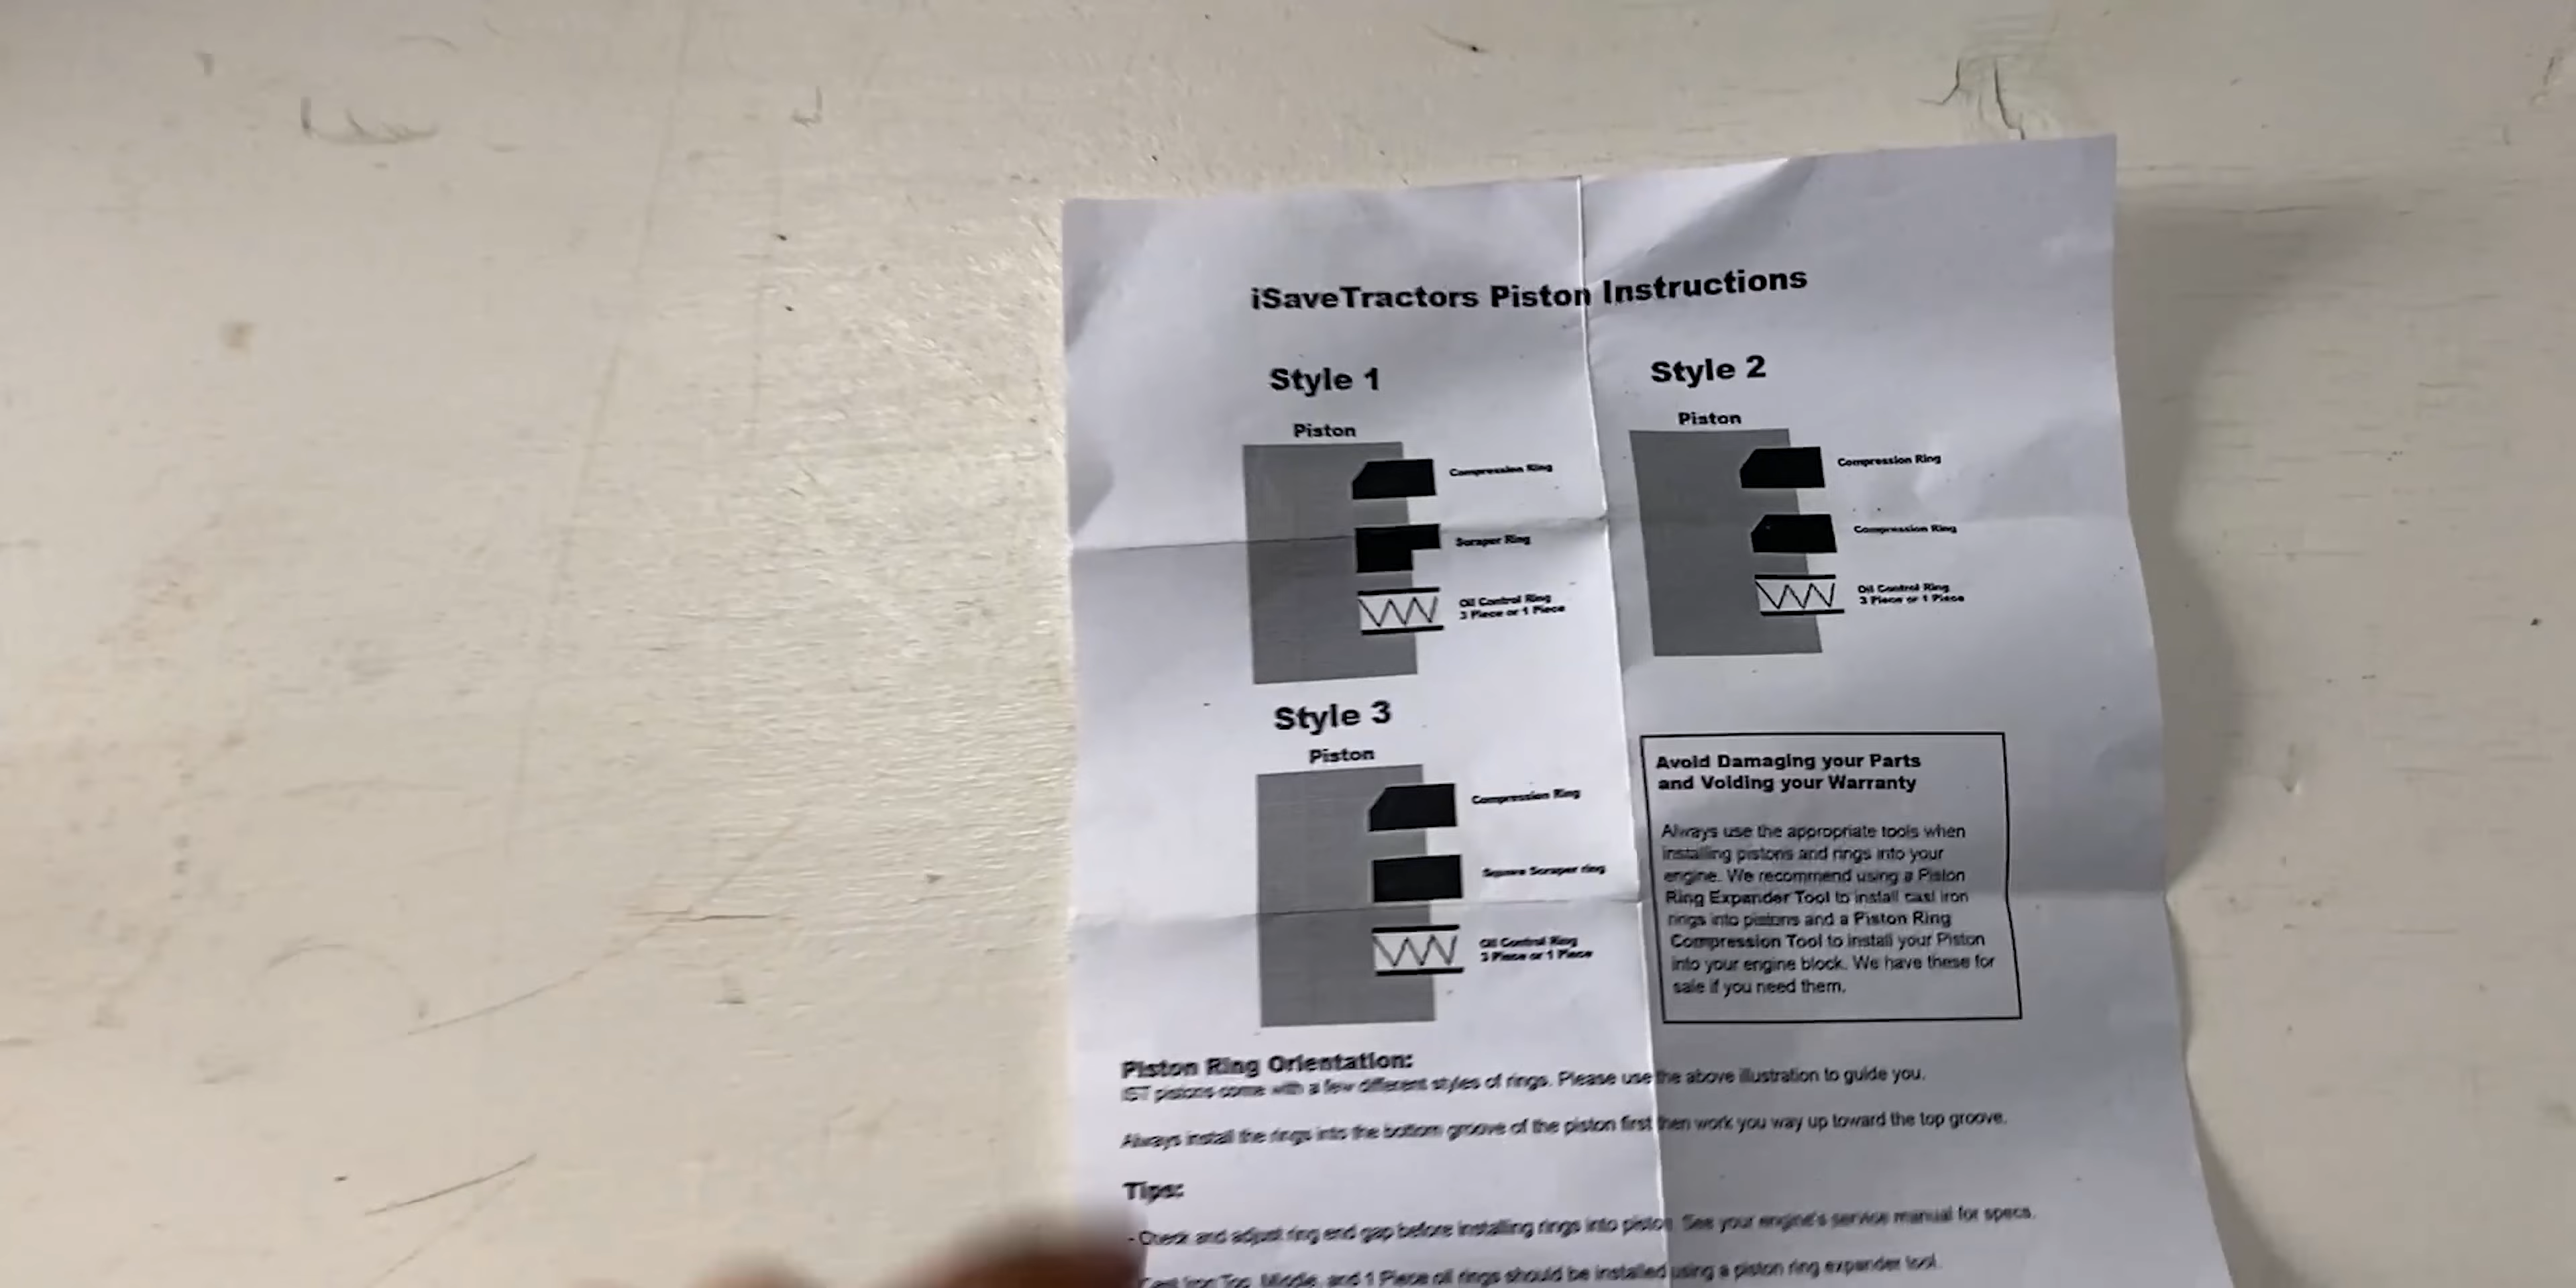 iSaveTractors Piston Instructions
Style 1
Piston
Compression Ring
Scraper Ring
Oil Control Ring
3 Piece or 1 Piece
Style 2
Piston
Compression Ring
Compression Ring
Oil Control Ring
3 Piece or 1 Piece
Style 3
Piston
Compression Ring
Square Scraper ring
Oil Control Ring
3 Piece or 1 Piece
Avoid Damaging your Parts
and Voiding your Warranty
Always use the appropriate tools when
installing pistons and rings into your
engine. We recommend using a Piston
Ring Expander Tool to install cast iron
rings into pistons and a Piston Ring
Compression Tool to install your Piston
into your engine block. We have these for
sale if you need them.
Piston Ring Orientation:
IST pistons come with a few different styles of rings. Please use the above illustration to guide you.
Always install the rings into the bottom groove of the piston first then work you way up toward the top groove.
Tips:
- Check and adjust ring end gap before installing rings into piston. See your engine's service manual for specs.
Cast Iron Top, Middle, and 1 Piece oil rings should be installed using a piston ring expander tool.